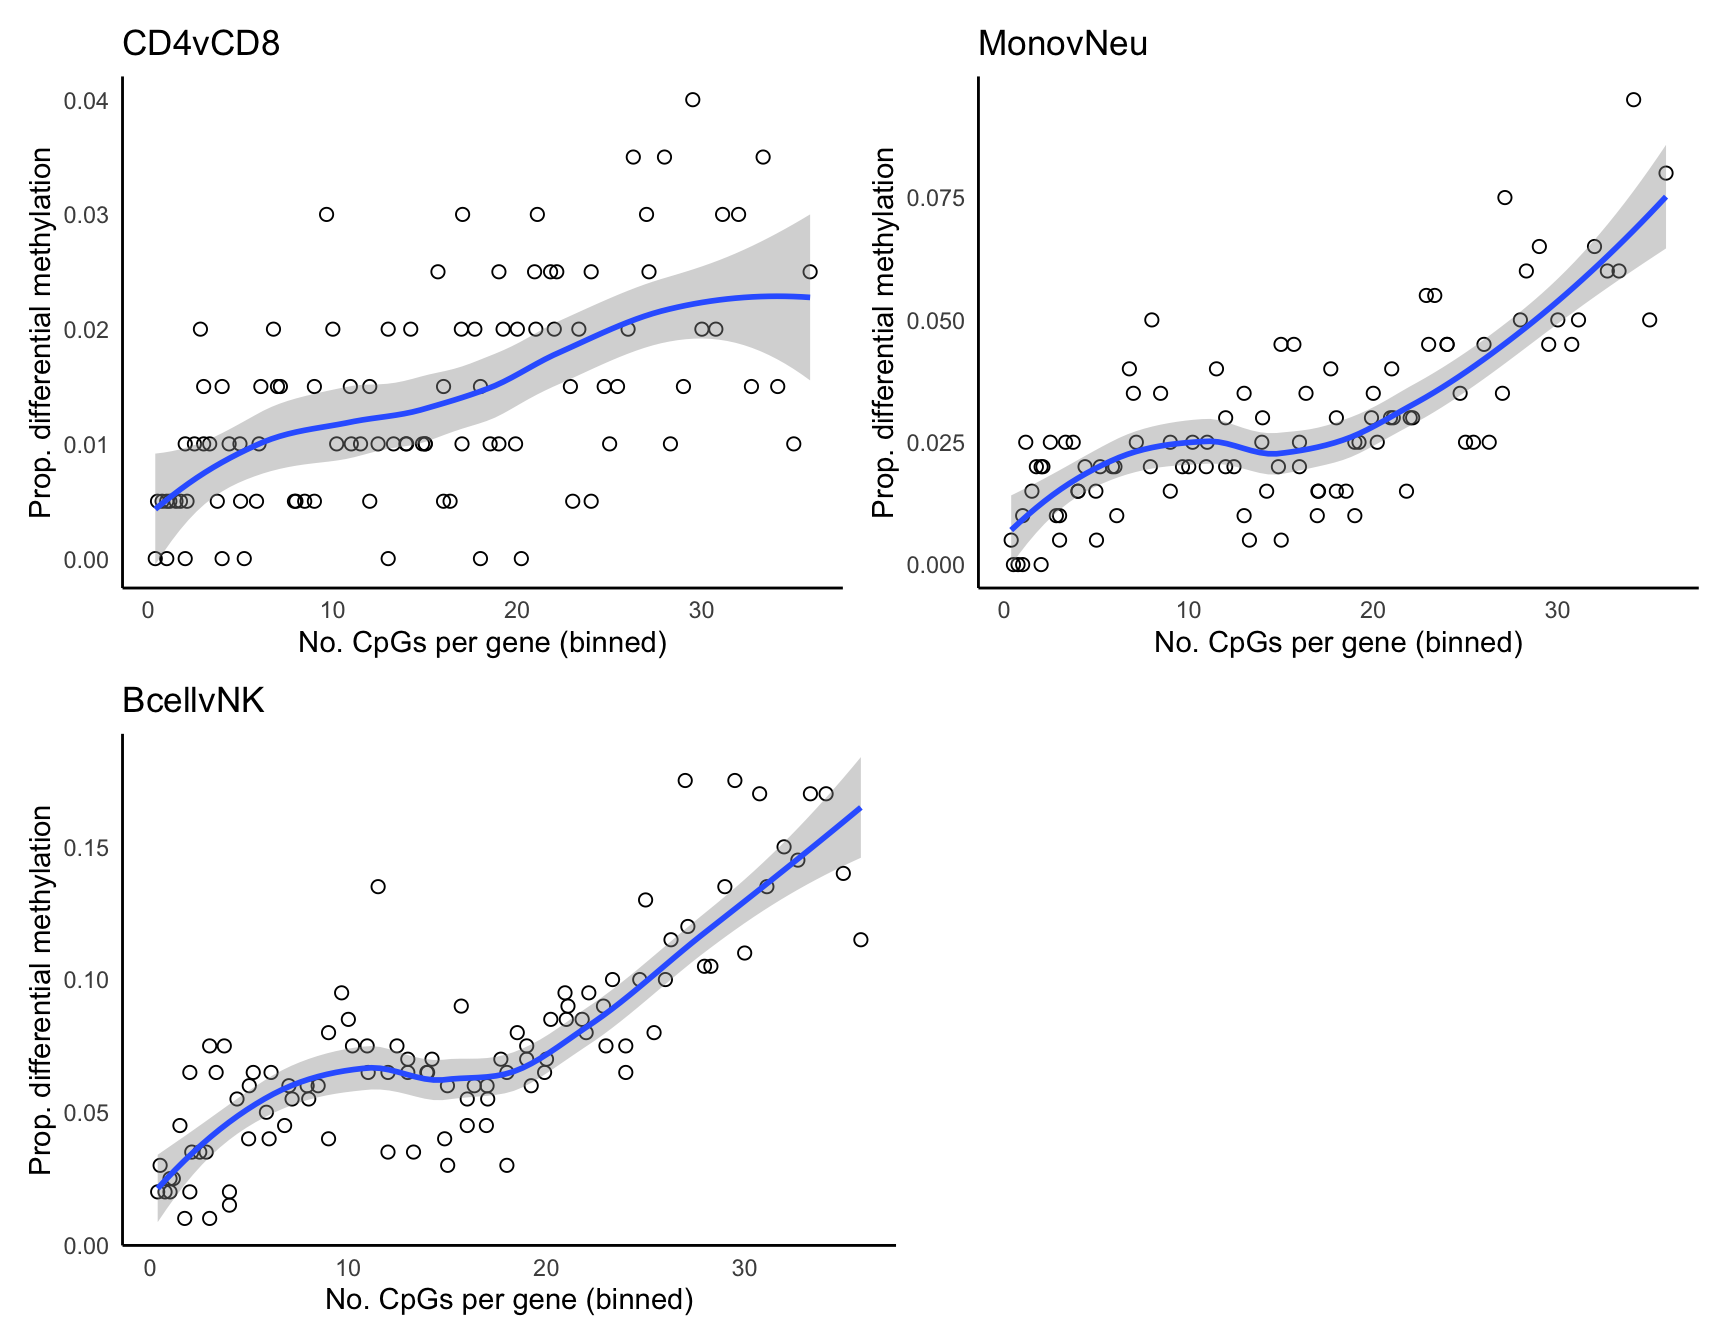 CD4vCD8
Prop. differential methylation
0.04
0.03
0.02
0.01
0.00
0 10 20 30
No. CpGs per gene (binned)
MonovNeu
Prop. differential methylation
0.075
0.050
0.025
0.000
0 10 20 30
No. CpGs per gene (binned)
BcellvNK
Prop. differential methylation
0.15
0.10
0.05
0.00
0 10 20 30
No. CpGs per gene (binned)